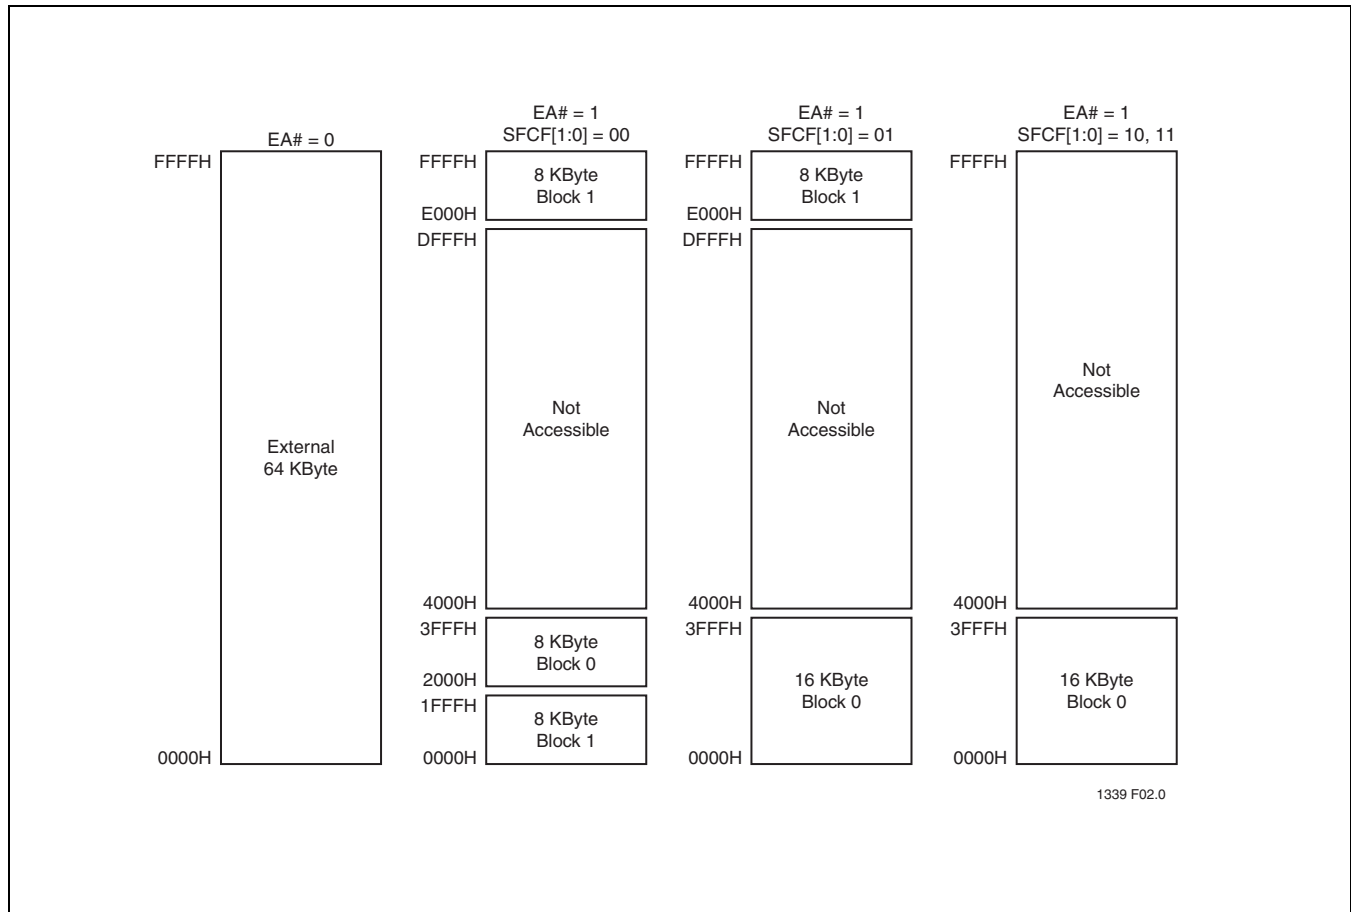 EA# = 0
FFFFH
External
64 KByte
0000H
EA# = 1
SFCF[1:0] = 00
FFFFH
8 KByte
Block 1
E000H
DFFFH
Not
Accessible
4000H
3FFFH
8 KByte
Block 0
2000H
1FFFH
8 KByte
Block 1
0000H
EA# = 1
SFCF[1:0] = 01
FFFFH
8 KByte
Block 1
E000H
DFFFH
Not
Accessible
4000H
3FFFH
16 KByte
Block 0
0000H
EA# = 1
SFCF[1:0] = 10, 11
FFFFH
Not
Accessible
4000H
3FFFH
16 KByte
Block 0
0000H
1339 F02.0